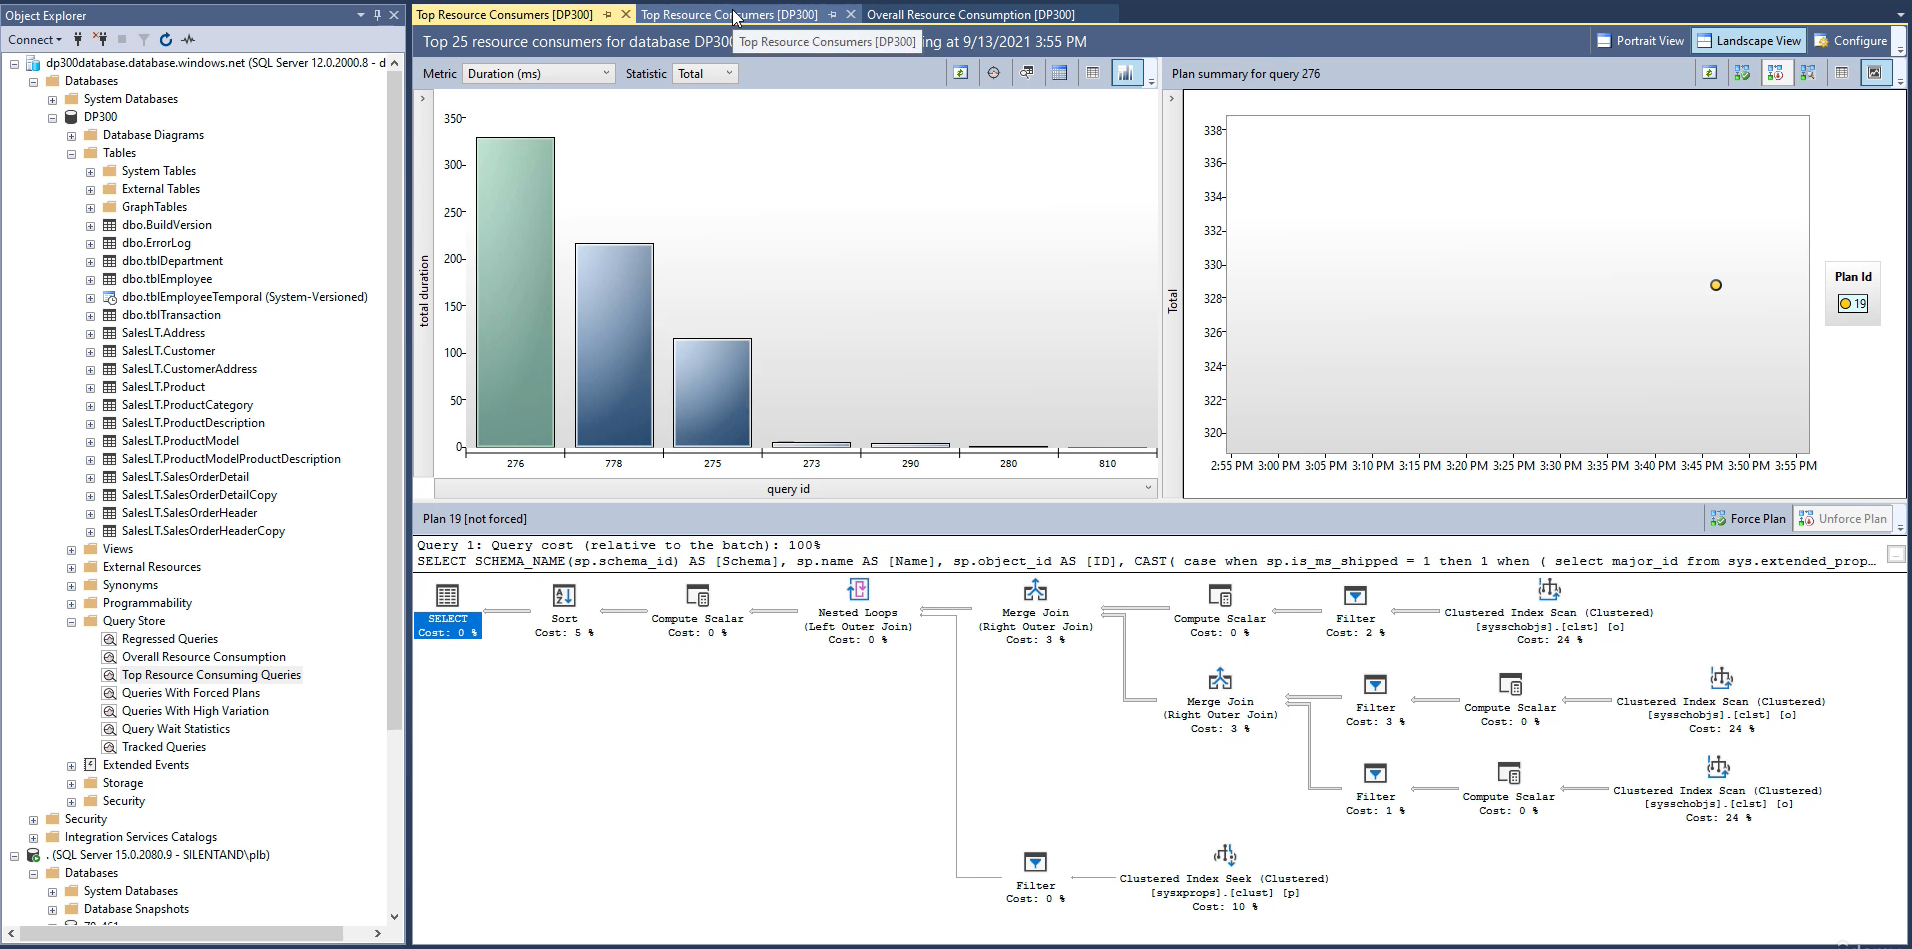 Object Explorer
Connect
dp300database.database.windows.net (SQL Server 12.0.2000.8 - d
Databases
System Databases
DP300
Database Diagrams
Tables
System Tables
External Tables
GraphTables
dbo.BuildVersion
dbo.ErrorLog
dbo.tblDepartment
dbo.tblEmployee
dbo.tblEmployeeTemporal (System-Versioned)
dbo.tblTransaction
SalesLT.Address
SalesLT.Customer
SalesLT.CustomerAddress
SalesLT.Product
SalesLT.ProductCategory
SalesLT.ProductDescription
SalesLT.ProductModel
SalesLT.ProductModelProductDescription
SalesLT.SalesOrderDetail
SalesLT.SalesOrderDetailCopy
SalesLT.SalesOrderHeader
SalesLT.SalesOrderHeaderCopy
Views
External Resources
Synonyms
Programmability
Query Store
Regressed Queries
Overall Resource Consumption
Top Resource Consuming Queries
Queries With Forced Plans
Queries With High Variation
Query Wait Statistics
Tracked Queries
Extended Events
Storage
Security
Security
Integration Services Catalogs
. (SQL Server 15.0.2080.9 - SILENTAND\plb)
Databases
System Databases
Database Snapshots
Top Resource Consumers [DP300] Top Resource Consumers [DP300] Overall Resource Consumption [DP300]
Top 25 resource consumers for database DP300 ing at 9/13/2021 3:55 PM
Top Resource Consumers [DP300]
Portrait View Landscape View Configure
Metric Duration (ms) Statistic Total
350
300
250
200
150
100
50
0
total duration
276 778 275 273 290 280 810
query id
Plan summary for query 276
338
336
334
332
330
328
326
324
322
320
Total
2:55 PM 3:00 PM 3:05 PM 3:10 PM 3:15 PM 3:20 PM 3:25 PM 3:30 PM 3:35 PM 3:40 PM 3:45 PM 3:50 PM 3:55 PM
Plan Id
19
Plan 19 [not forced]
Force Plan Unforce Plan
Query 1: Query cost (relative to the batch): 100%
SELECT SCHEMA_NAME(sp.schema_id) AS [Schema], sp.name AS [Name], sp.object_id AS [ID], CAST( case when sp.is_ms_shipped = 1 then 1 when ( select major_id from sys.extended_prop...
SELECT
Cost: 0 %
Sort
Cost: 5 %
Compute Scalar
Cost: 0 %
Nested Loops
(Left Outer Join)
Cost: 0 %
Merge Join
(Right Outer Join)
Cost: 3 %
Compute Scalar
Cost: 0 %
Filter
Cost: 2 %
Clustered Index Scan (Clustered)
[sysschobjs].[clst] [o]
Cost: 24 %
Merge Join
(Right Outer Join)
Cost: 3 %
Filter
Cost: 3 %
Compute Scalar
Cost: 0 %
Clustered Index Scan (Clustered)
[sysschobjs].[clst] [o]
Cost: 24 %
Filter
Cost: 1 %
Compute Scalar
Cost: 0 %
Clustered Index Scan (Clustered)
[sysschobjs].[clst] [o]
Cost: 24 %
Filter
Cost: 0 %
Clustered Index Seek (Clustered)
[sysxprops].[clust] [p]
Cost: 10 %